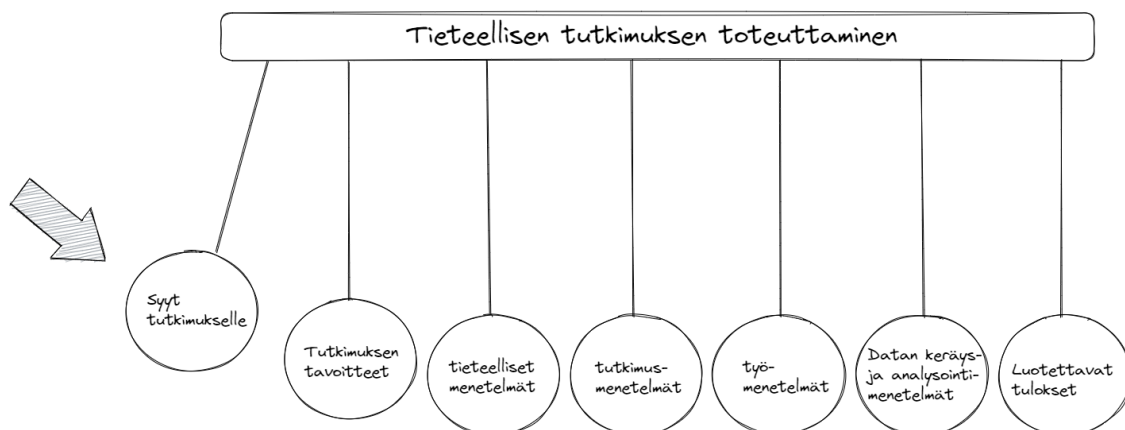 Tieteellisen tutkimuksen toteuttaminen
Syyt
tutkimukselle
Tutkimuksen
tavoitteet
tieteelliset
menetelmät
tutkimus-
menetelmät
työ-
menetelmät
Datan keräys-
ja analysointi-
menetelmät
Luotettavat
tulokset